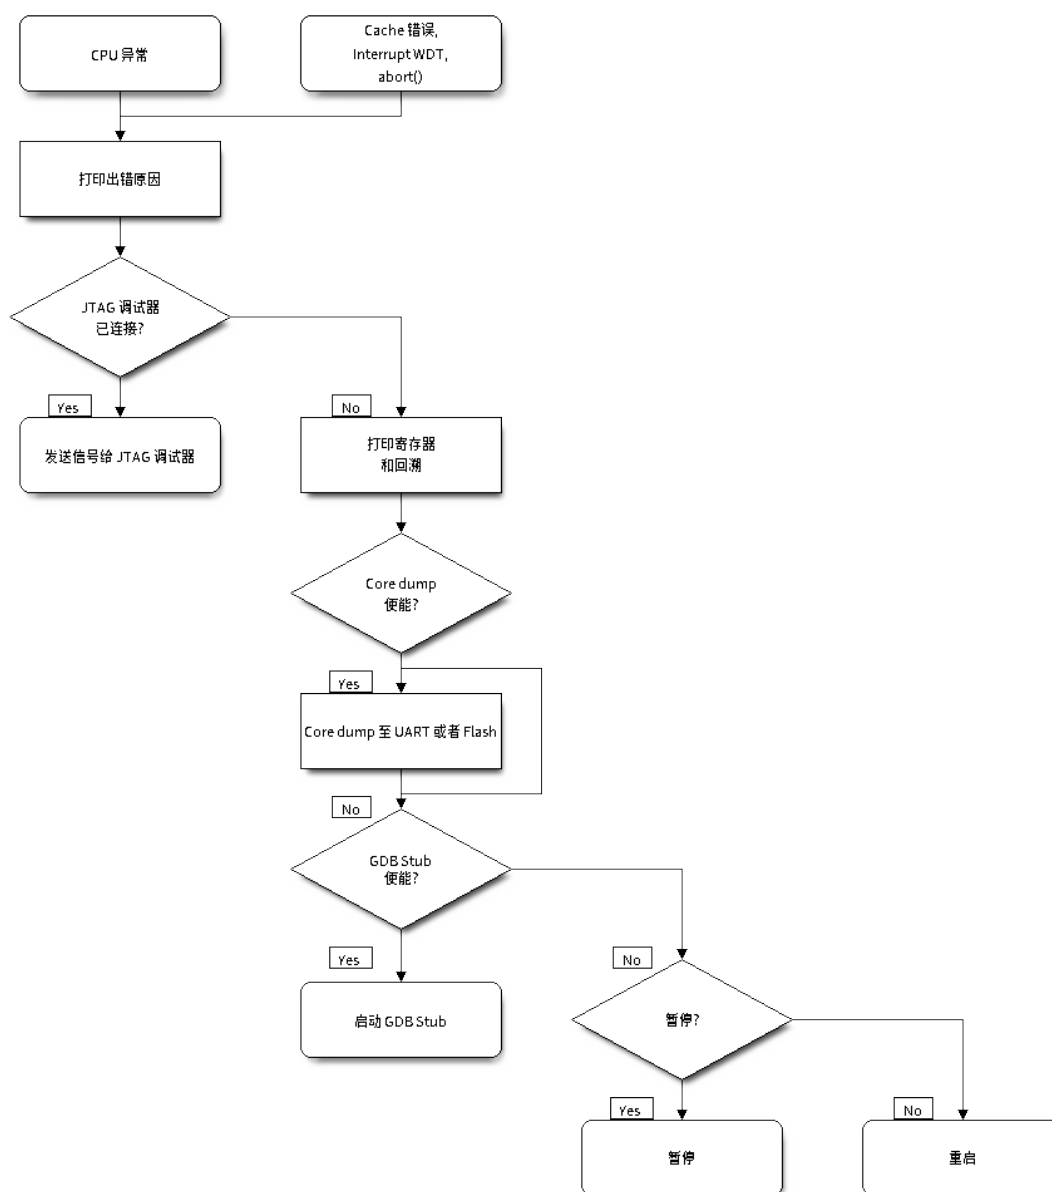 CPU 异常
Cache 错误,
Interrupt WDT,
abort()
打印出错原因
JTAG 调试器
已连接?
Yes
No
发送信号给 JTAG 调试器
打印寄存器
和回溯
Core dump
便能?
Yes
Core dump 至 UART 或者 Flash
No
GDB Stub
便能?
Yes
No
启动 GDB Stub
暂停?
Yes
No
暂停
重启